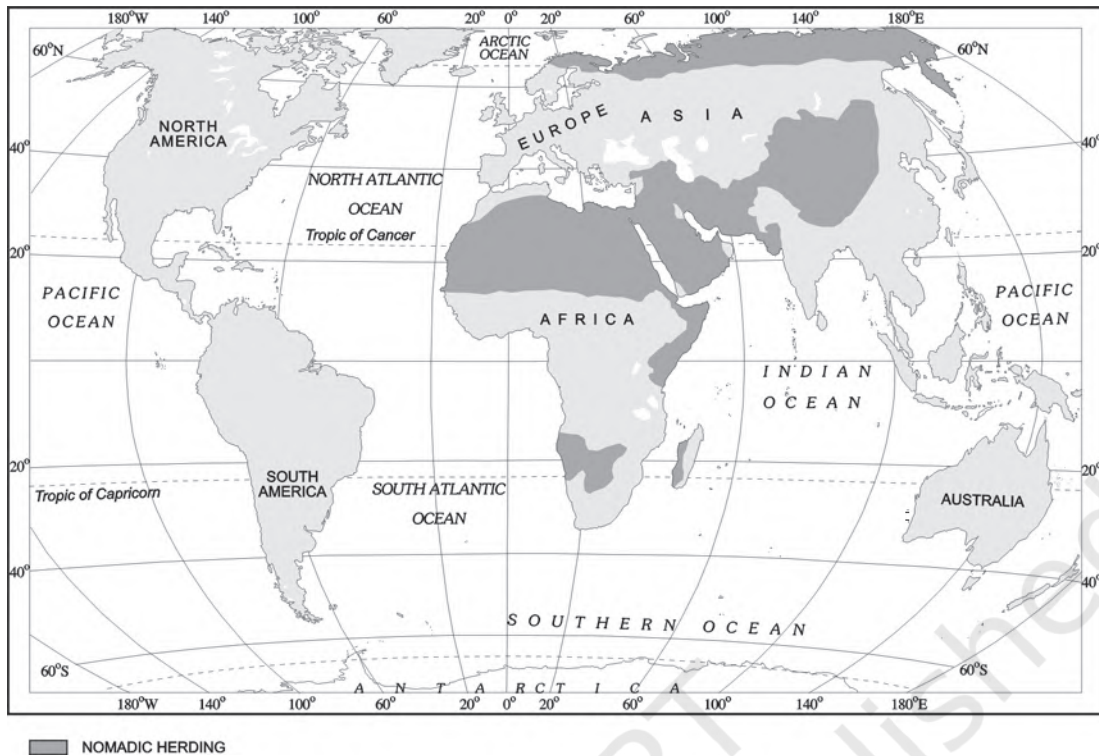 180°W 140° 100° 60° 20° 0° 20° 60° 100° 140° 180°E
60°N
ARCTIC
OCEAN
60°N
NORTH
AMERICA
EUROPE
ASIA
40°
40°
NORTH ATLANTIC
OCEAN
Tropic of Cancer
20°
20°
PACIFIC
OCEAN
AFRICA
PACIFIC
OCEAN
INDIAN
OCEAN
20°
20°
Tropic of Capricorn
SOUTH
AMERICA
SOUTH ATLANTIC
OCEAN
AUSTRALIA
40°
40°
SOUTHERN OCEAN
60°S
60°S
ANTARCTICA
180°W 140° 100° 60° 20° 0° 20° 60° 100° 140° 180°E
NOMADIC HERDING